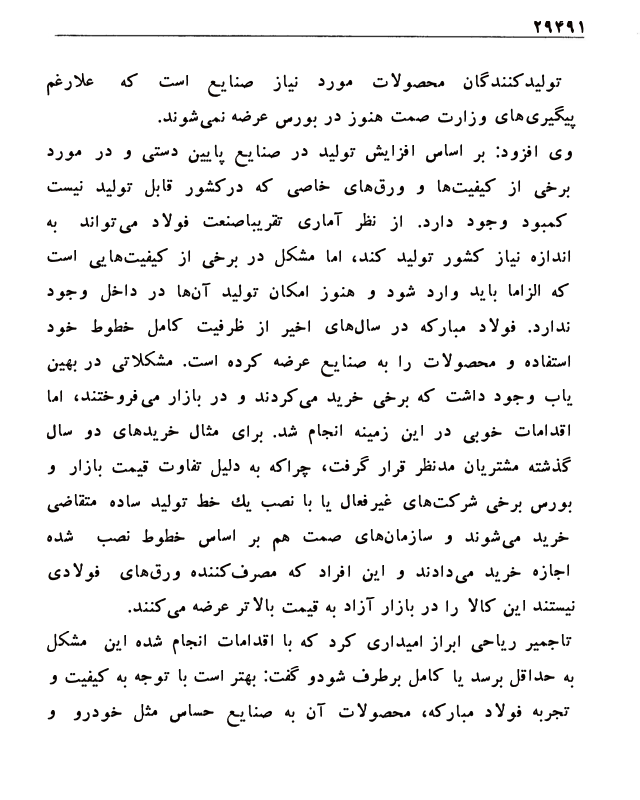 ۲۹۴۹۱
تولیدکنندگان محصولات مورد نیاز صنایع است که علارغم
پیگیری‌های وزارت صمت هنوز در بورس عرضه نمی‌شوند.
وی افزود: بر اساس افزایش تولید در صنایع پایین دستی و در مورد
برخی از کیفیت‌ها و ورق‌های خاصی که درکشور قابل تولید نیست
کمبود وجود دارد. از نظر آماری تقریباصنعت فولاد می‌تواند به
اندازه نیاز کشور تولید کند، اما مشکل در برخی از کیفیت‌هایی است
که الزاما باید وارد شود و هنوز امکان تولید آن‌ها در داخل وجود
ندارد. فولاد مبارکه در سال‌های اخیر از ظرفیت کامل خطوط خود
استفاده و محصولات را به صنایع عرضه کرده است. مشکلاتی در بهین
یاب وجود داشت که برخی خرید می‌کردند و در بازار می‌فروختند، اما
اقدامات خوبی در این زمینه انجام شد. برای مثال خریدهای دو سال
گذشته مشتریان مدنظر قرار گرفت، چراکه به دلیل تفاوت قیمت بازار و
بورس برخی شرکت‌های غیرفعال یا با نصب یك خط تولید ساده متقاضی
خرید می‌شوند و سازمان‌های صمت هم بر اساس خطوط نصب شده
اجازه خرید می‌دادند و این افراد که مصرف‌کننده ورق‌های فولادی
نیستند این کالا را در بازار آزاد به قیمت بالاتر عرضه می‌کنند.
تاجمیر ریاحی ابراز امیداری کرد که با اقدامات انجام شده این مشکل
به حداقل برسد یا کامل برطرف شودو گفت: بهتر است با توجه به کیفیت و
تجربه فولاد مبارکه، محصولات آن به صنایع حساس مثل خودرو و